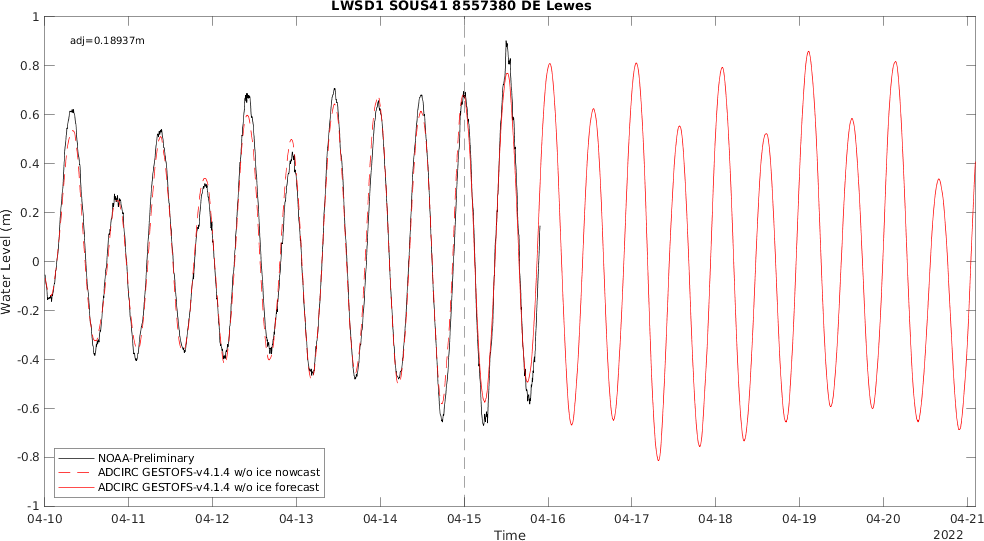 LWSD1 SOUS41 8557380 DE Lewes
adj=0.18937m
1
0.8
0.6
0.4
0.2
0
-0.2
-0.4
-0.6
-0.8
-1
Water Level (m)
NOAA-Preliminary
ADCIRC GESTOFS-v4.1.4 w/o ice nowcast
ADCIRC GESTOFS-v4.1.4 w/o ice forecast
04-10 04-11 04-12 04-13 04-14 04-15 04-16 04-17 04-18 04-19 04-20 04-21
Time
2022